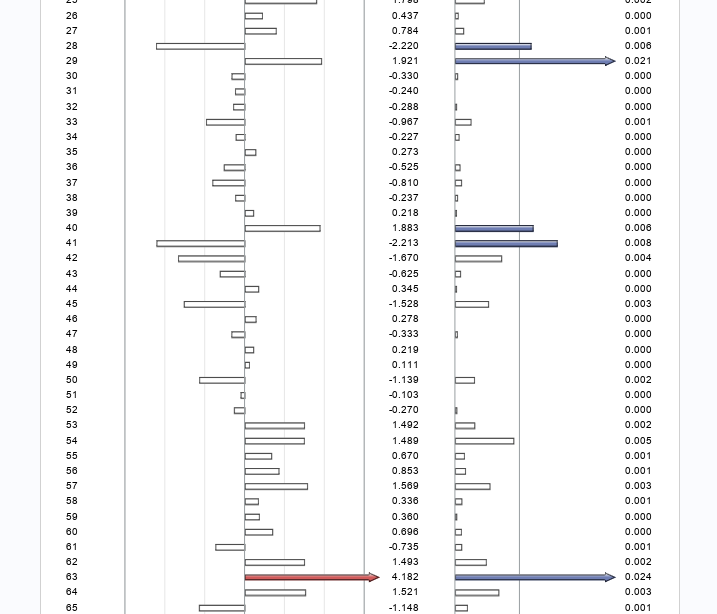 26 0.437 0.000
27 0.784 0.001
28 -2.220 0.006
29 1.921 0.021
30 -0.330 0.000
31 -0.240 0.000
32 -0.288 0.000
33 -0.967 0.001
34 -0.227 0.000
35 0.273 0.000
36 -0.525 0.000
37 -0.810 0.000
38 -0.237 0.000
39 0.218 0.000
40 1.883 0.006
41 -2.213 0.008
42 -1.670 0.004
43 -0.625 0.000
44 0.345 0.000
45 -1.528 0.003
46 0.278 0.000
47 -0.333 0.000
48 0.219 0.000
49 0.111 0.000
50 -1.139 0.002
51 -0.103 0.000
52 -0.270 0.000
53 1.492 0.002
54 1.489 0.005
55 0.670 0.001
56 0.853 0.001
57 1.569 0.003
58 0.336 0.001
59 0.360 0.000
60 0.696 0.000
61 -0.735 0.001
62 1.493 0.002
63 4.182 0.024
64 1.521 0.003
65 -1.148 0.001